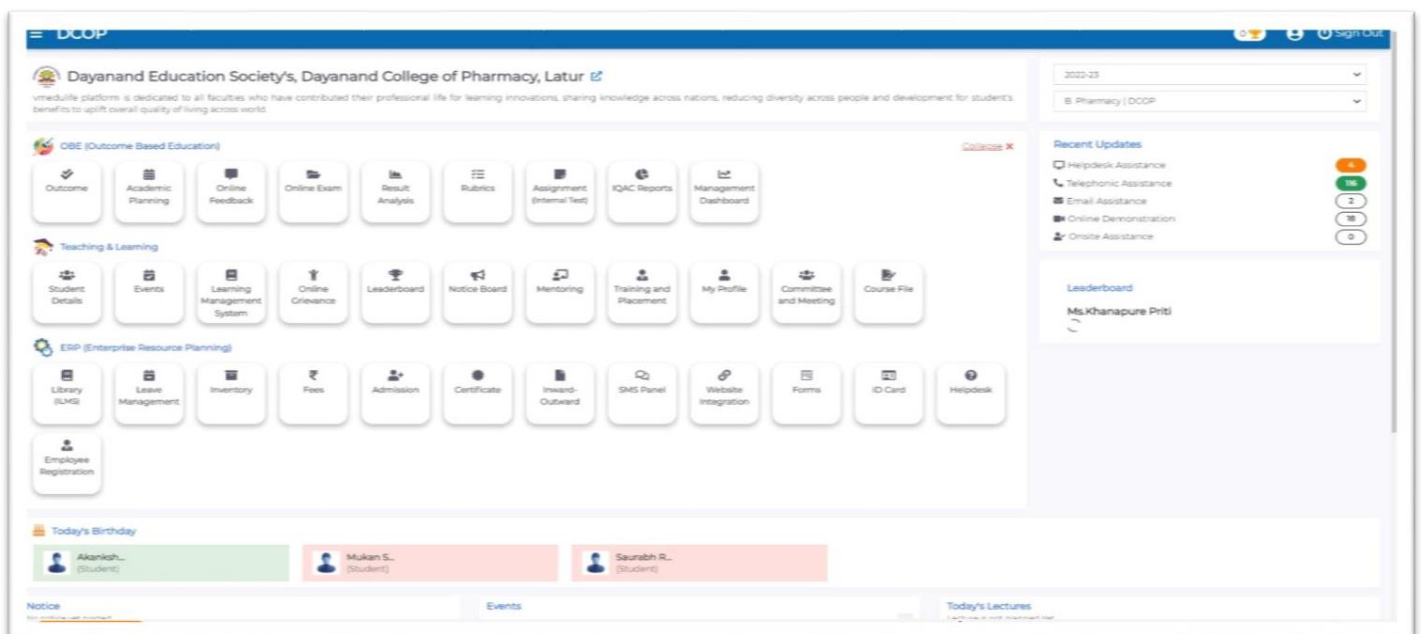 DCOP
0
Sign Out
Dayanand Education Society's, Dayanand College of Pharmacy, Latur
vmedulife platform is dedicated to all faculties who have contributed their professional life for learning innovations, sharing knowledge across nations, reducing diversity across people and development for student's
benefits to uplift overall quality of living across world.
2022-23
B. Pharmacy | DCOP
OBE (Outcome Based Education)
Collapse X
Outcome
Academic
Planning
Online
Feedback
Online Exam
Result
Analysis
Rubrics
Assignment
(Internal Test)
IQAC Reports
Management
Dashboard
Teaching & Learning
Student
Details
Events
Learning
Management
System
Online
Grievance
Leaderboard
Notice Board
Mentoring
Training and
Placement
My Profile
Committee
and Meeting
Course File
ERP (Enterprise Resource Planning)
Library
(ILMS)
Leave
Management
Inventory
Fees
Admission
Certificate
Inward-
Outward
SMS Panel
Website
Integration
Forms
ID Card
Helpdesk
Employee
Registration
Recent Updates
Helpdesk Assistance
Telephonic Assistance 116
Email Assistance 2
Online Demonstration 18
Onsite Assistance 0
Leaderboard
Ms.Khanapure Priti
Today's Birthday
Akanksh...
(Student)
Mukan S...
(Student)
Saurabh R...
(Student)
Notice
Events
Today's Lectures